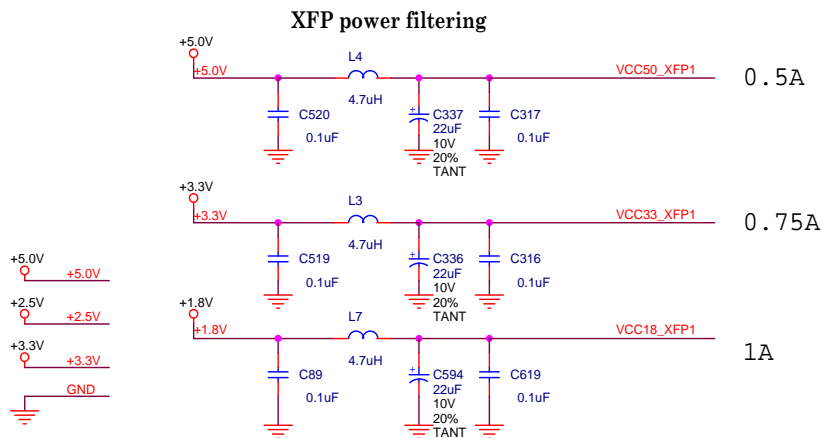 XFP power filtering
+5.0V
+5.0V
L4
4.7uH
VCC50_XFP1
0.5A
C520
0.1uF
C337
22uF
10V
20%
TANT
C317
0.1uF
+3.3V
+3.3V
L3
4.7uH
VCC33_XFP1
0.75A
C519
0.1uF
C336
22uF
10V
20%
TANT
C316
0.1uF
+5.0V
+5.0V
+2.5V
+2.5V
+3.3V
+3.3V
GND
+1.8V
+1.8V
L7
4.7uH
VCC18_XFP1
1A
C89
0.1uF
C594
22uF
10V
20%
TANT
C619
0.1uF